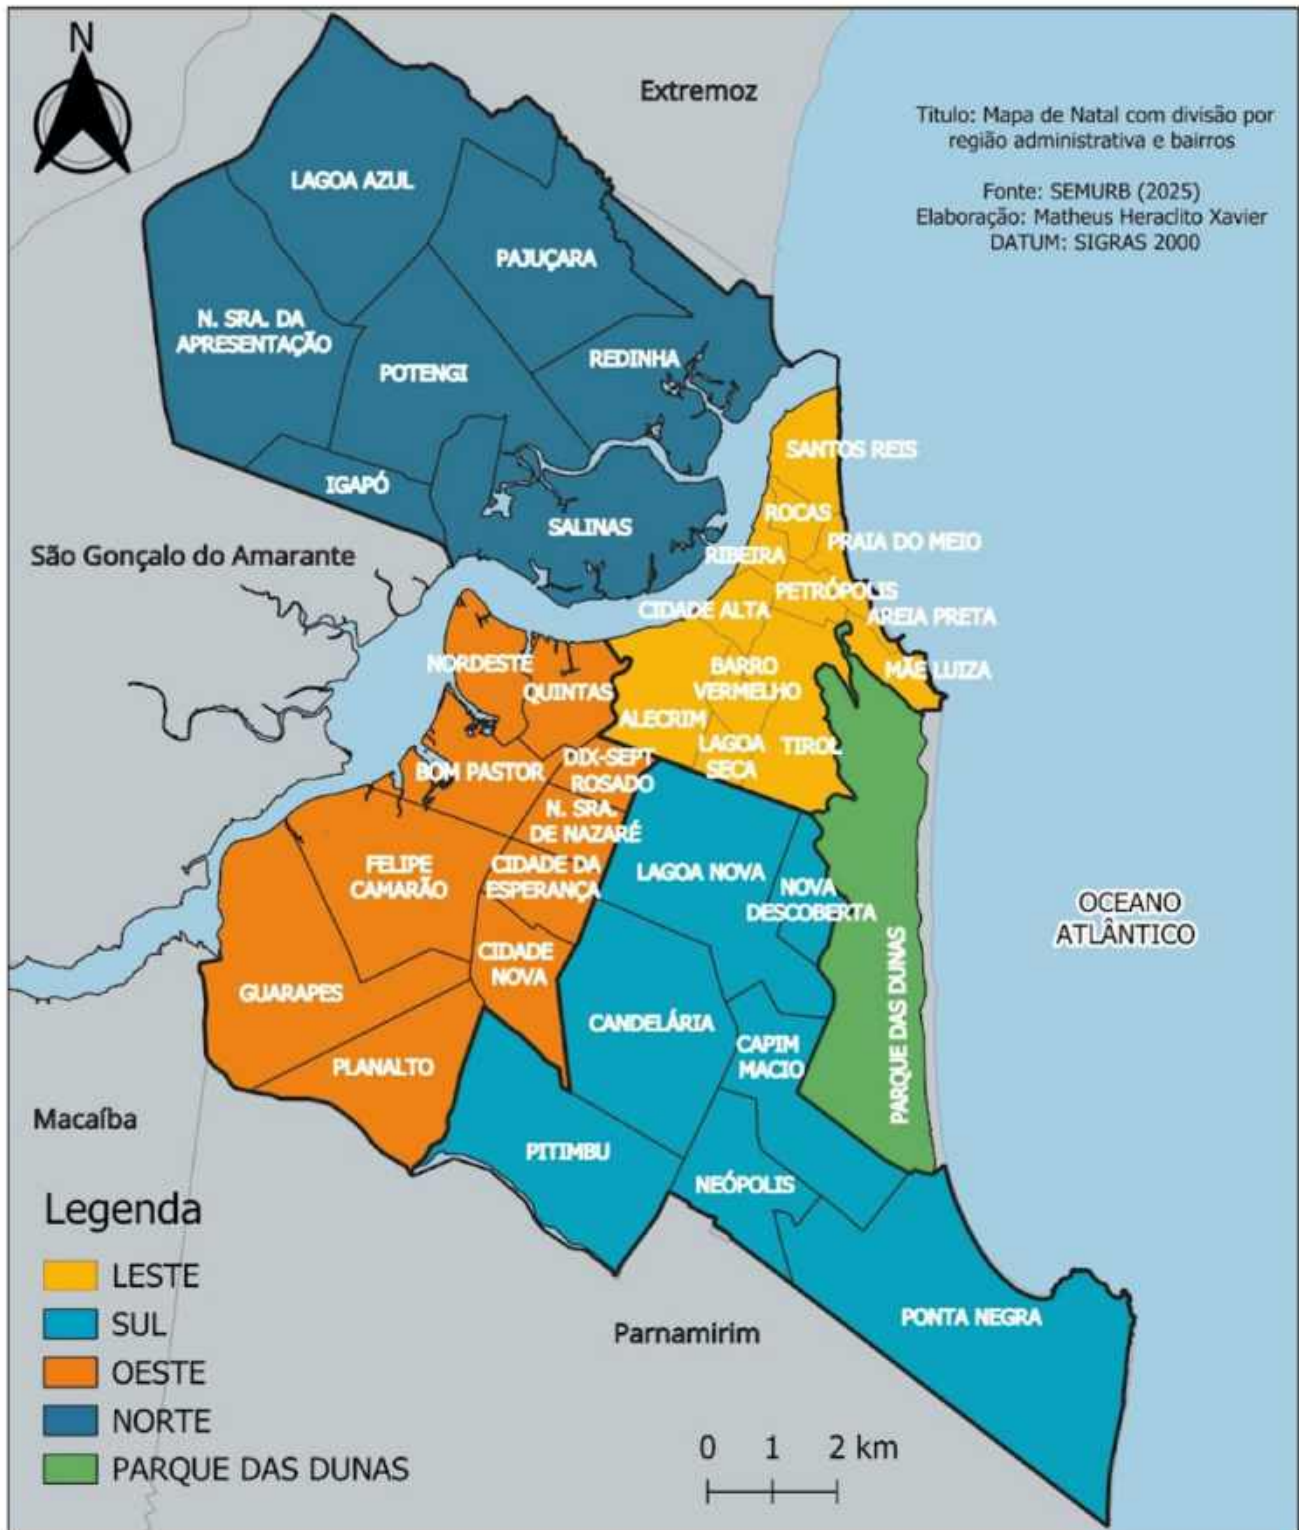 N
Extremoz
Titulo: Mapa de Natal com divisão por
região administrativa e bairros
Fonte: SEMURB (2025)
Elaboração: Matheus Heraclito Xavier
DATUM: SIGRAS 2000
LAGOA AZUL
PAJUÇARA
N. SRA. DA
APRESENTAÇÃO
POTENGI
REDINHA
IGAPÓ
SALINAS
São Gonçalo do Amarante
SANTOS REIS
ROCAS
PRAIA DO MEIO
RIBEIRA
PETRÓPOLIS
CIDADE ALTA
AREIA PRETA
MÃE LUIZA
BARRO
VERMELHO
NORDESTE
QUINTAS
ALECRIM
LAGOA
SECA
TIROL
BOM PASTOR
DIX-SEPT
ROSADO
N. SRA.
DE NAZARÉ
FELIPE
CAMARÃO
CIDADE DA
ESPERANÇA
LAGOA NOVA
NOVA
DESCOBERTA
OCEANO
ATLÂNTICO
PARQUE DAS DUNAS
CIDADE
NOVA
GUARAPES
CANDELÁRIA
CAPIM
MACIO
PLANALTO
Macaíba
PITIMBU
NEÓPOLIS
PONTA NEGRA
Parnamirim
Legenda
LESTE
SUL
OESTE
NORTE
PARQUE DAS DUNAS
0 1 2 km